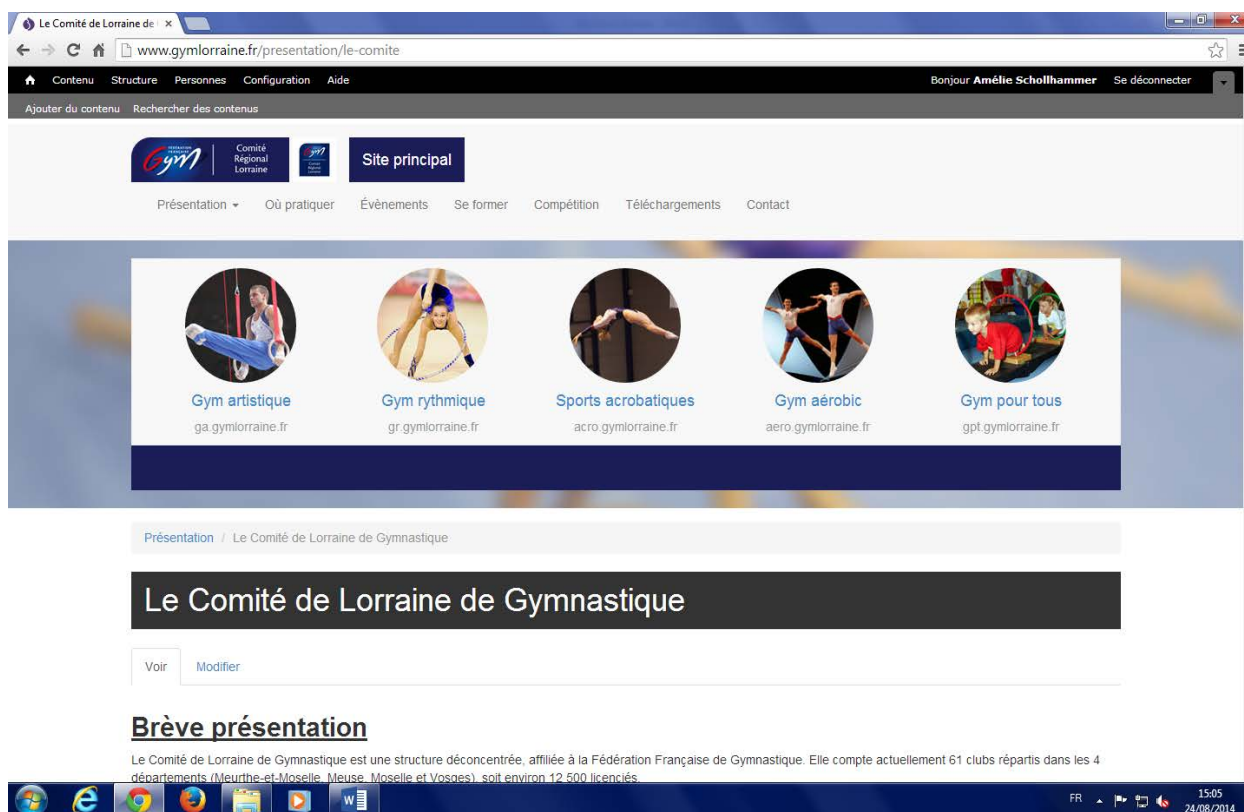 Le Comité de Lorraine de
www.gymlorraine.fr/presentation/le-comite
Contenu Structure Personnes Configuration Aide Bonjour Amélie Schollhammer Se déconnecter
Ajouter du contenu Rechercher des contenus
Gym Comité Régional Lorraine
Site principal
Présentation Où pratiquer Évènements Se former Compétition Téléchargements Contact
Gym artistique Gym rythmique Sports acrobatiques Gym aérobic Gym pour tous
ga.gymlorraine.fr gr.gymlorraine.fr acro.gymlorraine.fr aero.gymlorraine.fr gpt.gymlorraine.fr
Présentation / Le Comité de Lorraine de Gymnastique
Le Comité de Lorraine de Gymnastique
Voir Modifier
Brève présentation
Le Comité de Lorraine de Gymnastique est une structure déconcentrée, affiliée à la Fédération Française de Gymnastique. Elle compte actuellement 61 clubs répartis dans les 4
départements (Meurthe-et-Moselle, Meuse, Moselle et Vosges), soit environ 12 500 licenciés.
FR 15:05
24/08/2014